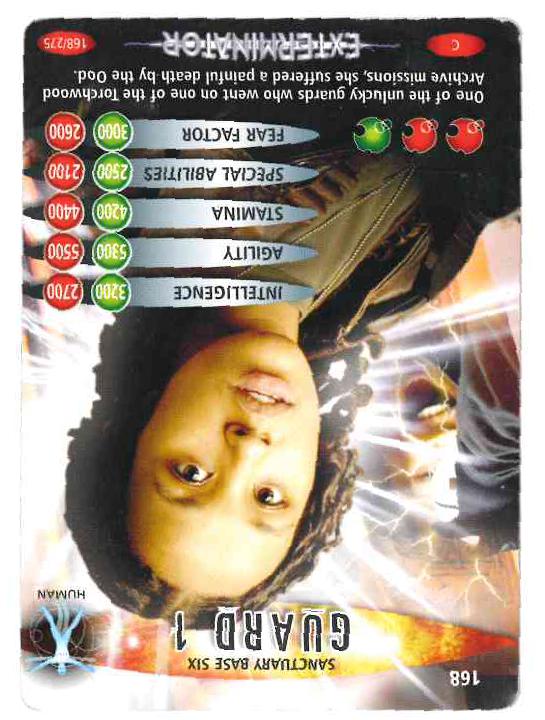 168
SANCTUARY BASE SIX
GUARD 1
HUMAN
INTELLIGENCE 3200 2700
AGILITY 5300 5500
STAMINA 4200 4400
SPECIAL ABILITIES 2500 2100
FEAR FACTOR 3000 2600
One of the unlucky guards who went on one of the Torchwood
Archive missions, she suffered a painful death by the Ood.
C EXTERMINATOR 168/275